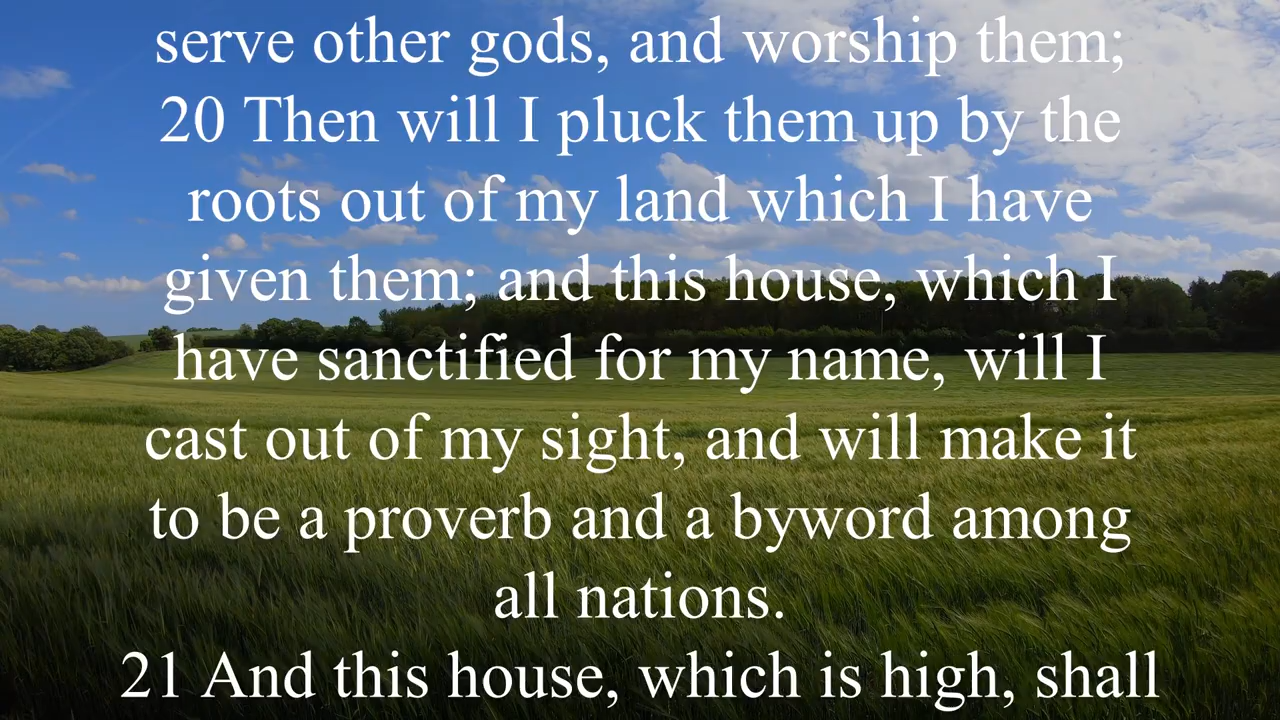 serve other gods, and worship them;
20 Then will I pluck them up by the
roots out of my land which I have
given them; and this house, which I
have sanctified for my name, will I
cast out of my sight, and will make it
to be a proverb and a byword among
all nations.
21 And this house, which is high, shall